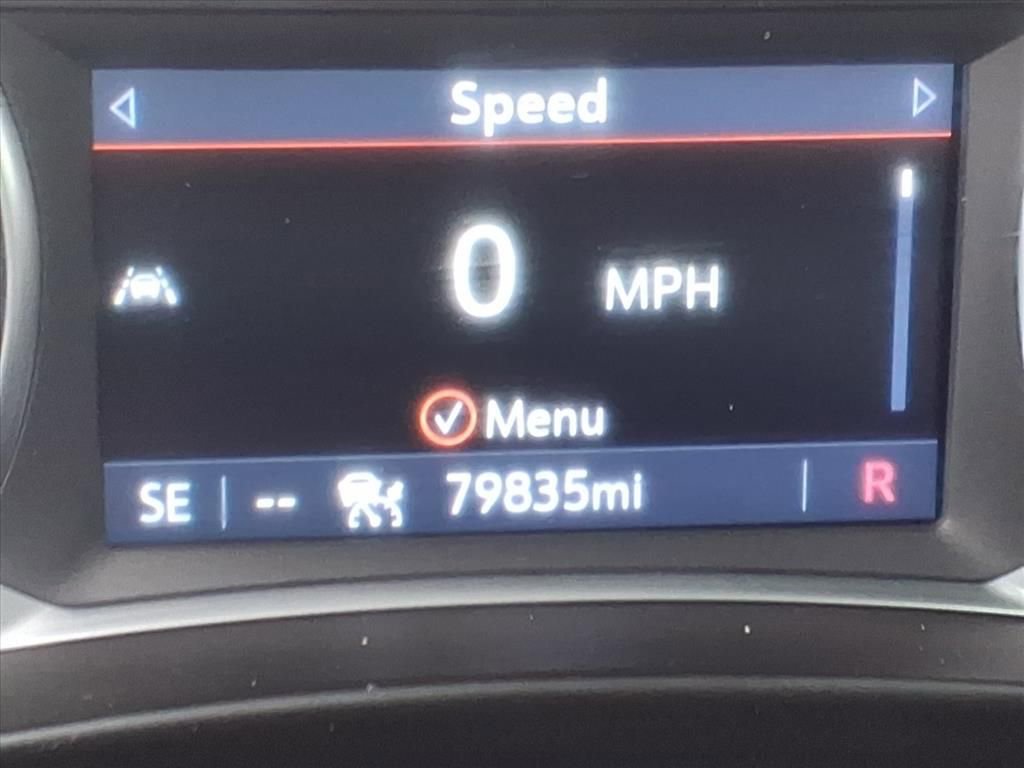 Speed
0 MPH
Menu
SE -- 79835mi R